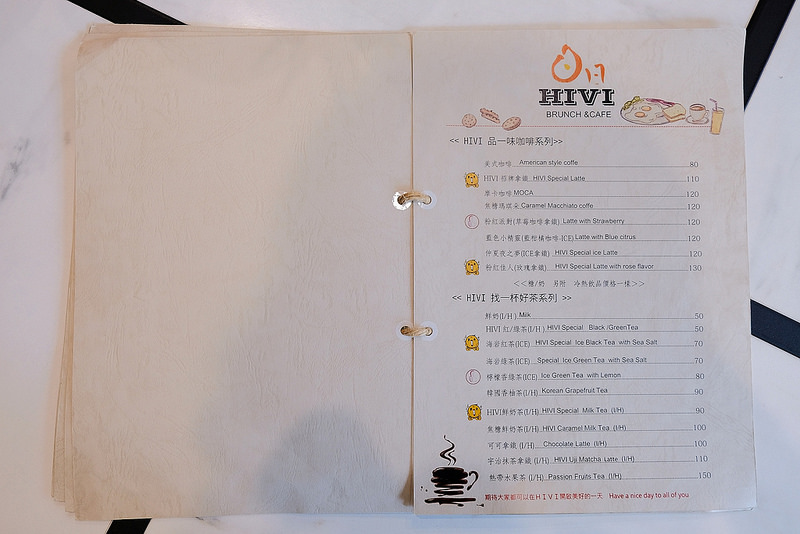 白日
HIVI
BRUNCH &CAFE
<< HIVI 品一味咖啡系列>>
美式咖啡 American style coffe 80
HIVI 招牌拿鐵 HIVI Special Latte 110
摩卡咖啡 MOCA 120
焦糖瑪琪朵 Caramel Macchiato coffe 120
粉紅派對(草莓咖啡拿鐵) Latte with Strawberry 120
藍色小精靈(藍柑橘咖啡-ICE) Latte with Blue citrus 120
仲夏夜之夢(ICE拿鐵) HIVI Special ice Latte 120
粉紅佳人(玫瑰拿鐵) HIVI Special Latte with rose flavor 130
<<糖/奶 另附 冷熱飲品價格一樣>>
<< HIVI 找一杯好茶系列 >>
鮮奶(I/H) Milk 50
HIVI 紅/綠茶(I/H) HIVI Special Black /GreenTea 50
海岩紅茶(ICE) HIVI Special Ice Black Tea with Sea Salt 70
海岩綠茶(ICE) Special Ice Green Tea with Sea Salt 70
檸檬香綠茶(ICE) Ice Green Tea with Lemon 80
韓國香柚茶(I/H) Korean Grapefruit Tea 90
HIVI鮮奶茶(I/H) HIVI Special Milk Tea (I/H) 90
焦糖鮮奶茶(I/H) HIVI Caramel Milk Tea (I/H) 100
可可拿鐵 (I/H) Chocolate Latte (I/H) 100
宇治抹茶拿鐵 (I/H) HIVI Uji Matcha Latte (I/H) 110
熱帶水果茶 (I/H) Passion Fruits Tea (I/H) 150
期待大家都可以在HIVI開啟美好的一天 Have a nice day to all of you